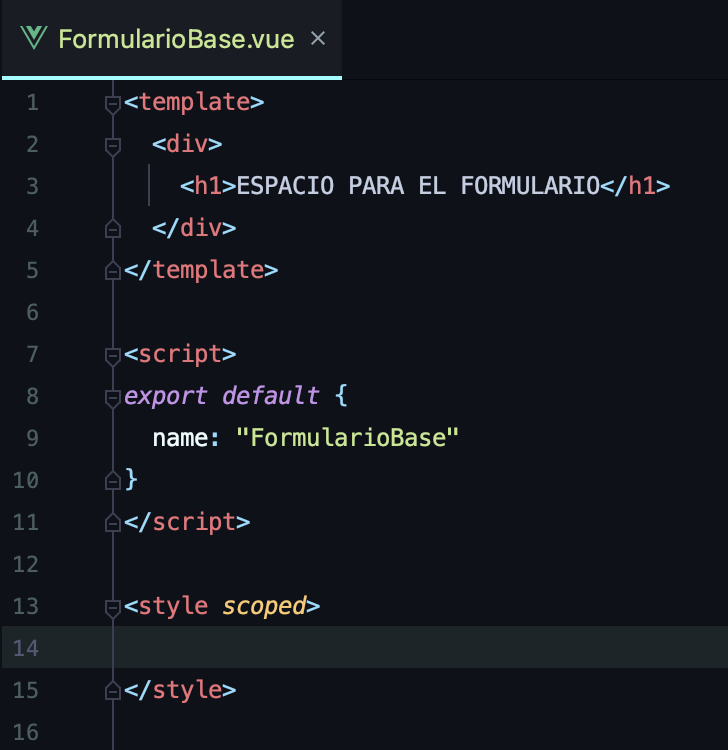 FormularioBase.vue ×
1 <template>
2 <div>
3 <h1>ESPACIO PARA EL FORMULARIO</h1>
4 </div>
5 </template>
6
7 <script>
8 export default {
9 name: "FormularioBase"
10 }
11 </script>
12
13 <style scoped>
14
15 </style>
16